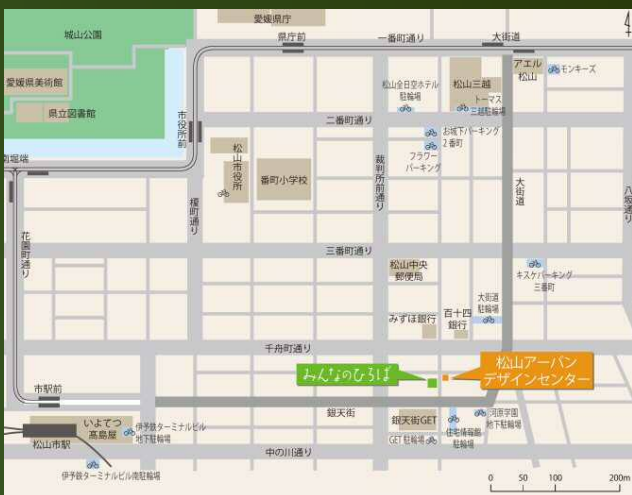 愛媛県庁
城山公園
県庁前
一番町通り
大街道
4
愛媛県美術館
県立図書館
市役所前
松山全日空ホテル
駐輪場
松山三越
トーマス
三越駐輪場
アエル
松山
モンキーズ
二番町通り
お城下パーキング
2番町
フラワー
パーキング
南堀端
松山市役所
番町小学校
裁判所前通り
大街道
八坂通り
花園町通り
榎町通り
三番町通り
松山中央
郵便局
キスケパーキング
三番町
みずほ銀行
百十四
銀行
大街道
駐輪場
千舟町通り
みんなのひろば
松山アーバン
デザインセンター
市駅前
銀天街
いよてつ
髙島屋
伊予鉄ターミナルビル
地下駐輪場
松山市駅
銀天街GET
GET駐輪場
住宅情報館
駐輪場
河原学園
地下駐輪場
中の川通り
伊予鉄ターミナルビル南駐輪場
0 50 100 200m